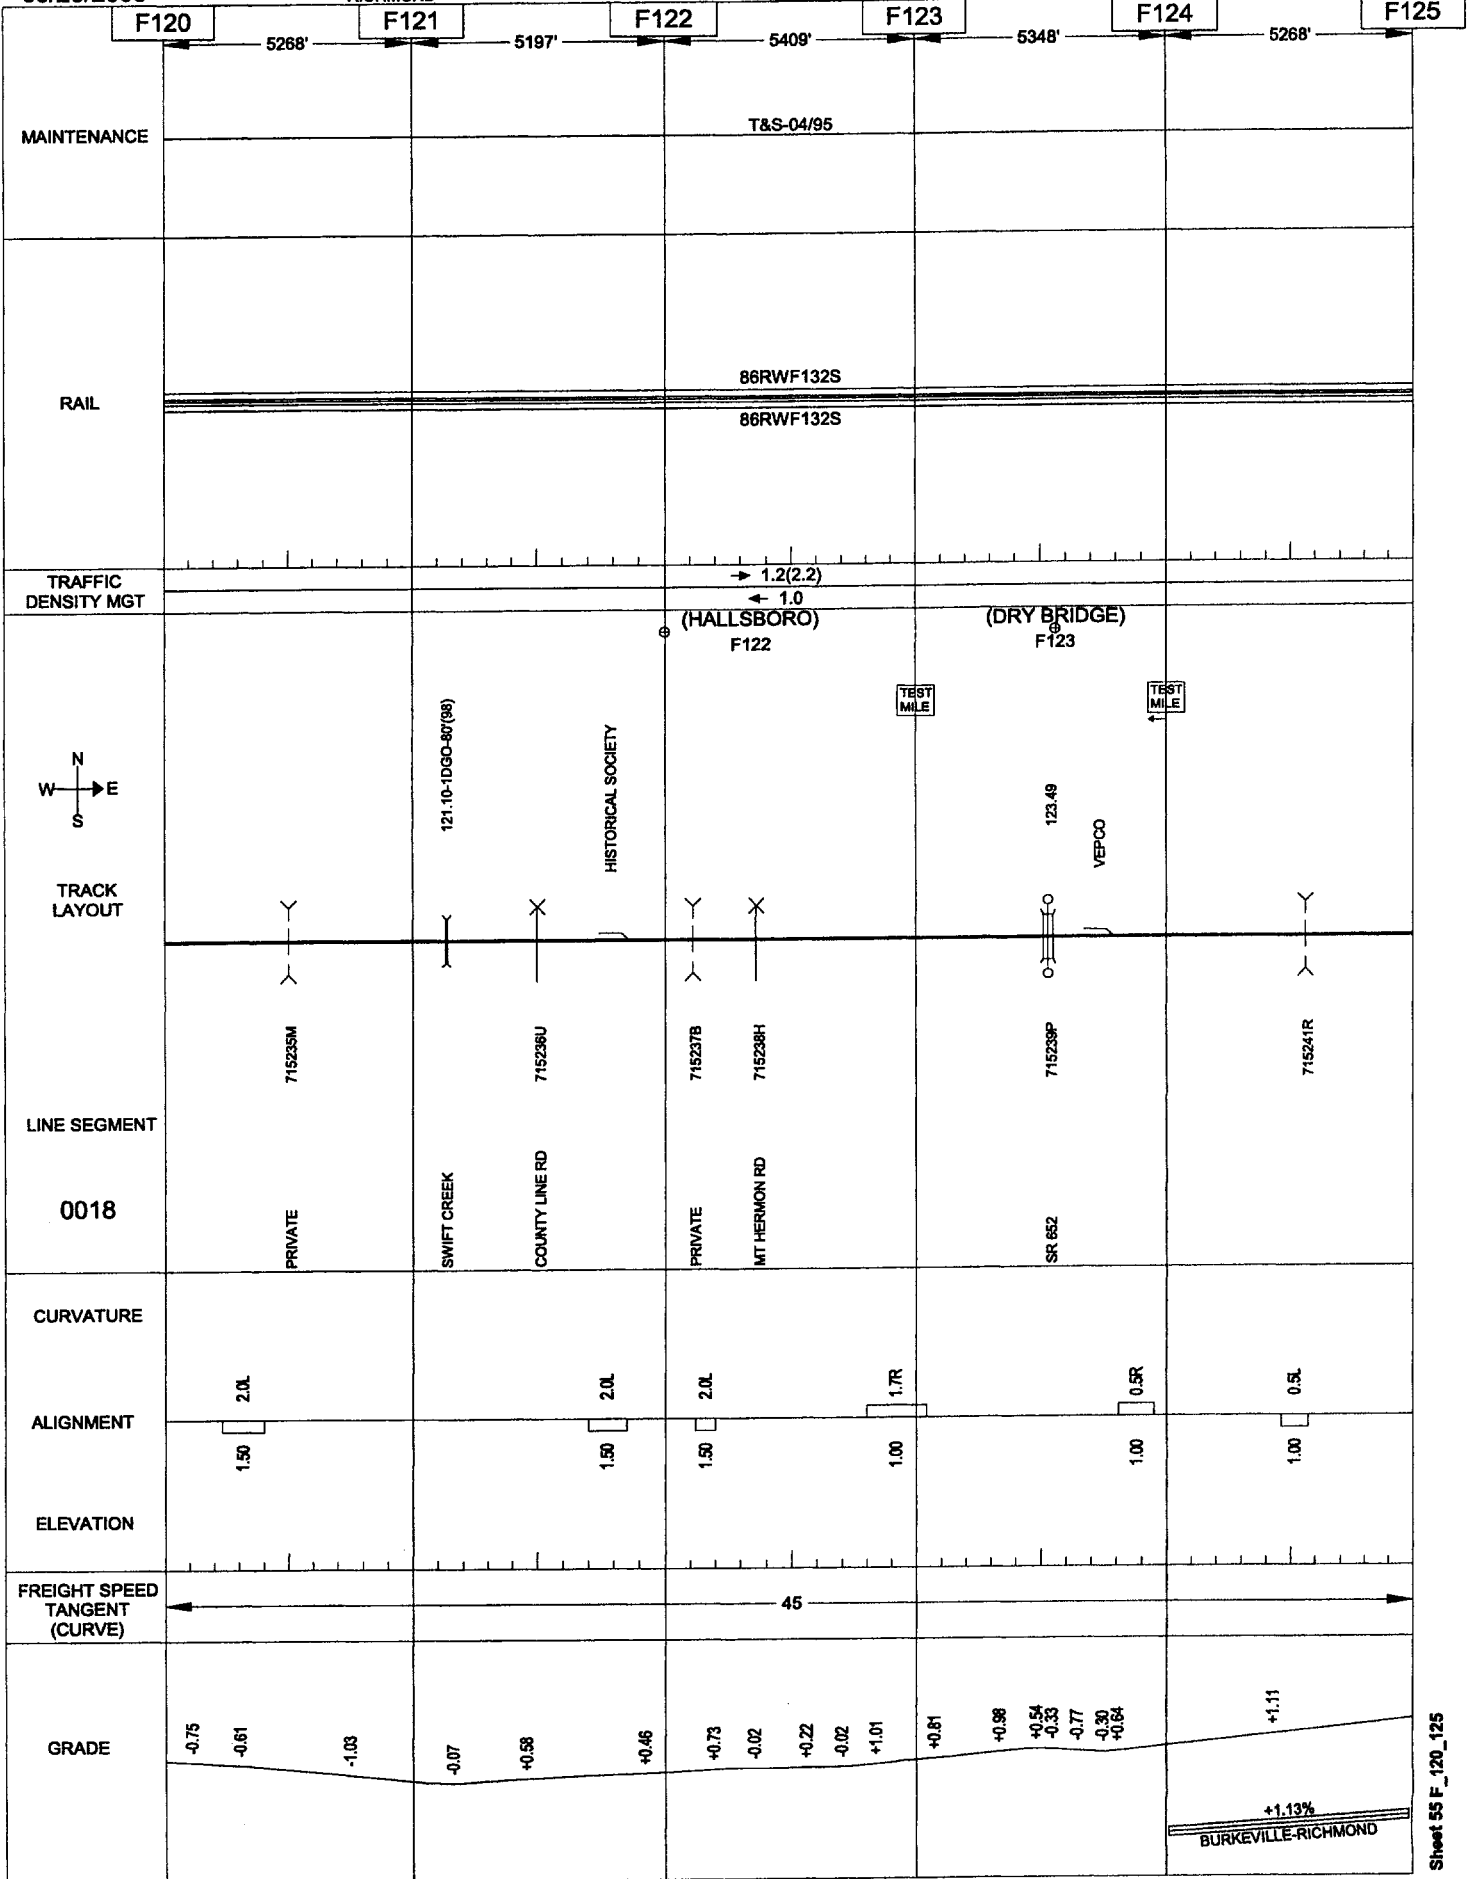 F120
F121
F122
F123
F124
F125
5268'
5197'
5409'
5348'
5268'
MAINTENANCE
T&S-04/95
RAIL
86RWF132S
86RWF132S
TRAFFIC
DENSITY MGT
1.2(2.2)
1.0
(HALLSBORO)
F122
(DRY BRIDGE)
F123
TEST
MILE
TEST
MILE
N
W E
S
121.10-1DGO-80'(98)
HISTORICAL SOCIETY
123.49
VEPCO
TRACK
LAYOUT
715235M
715236U
715237B
715238H
715239P
715241R
LINE SEGMENT
0018
PRIVATE
SWIFT CREEK
COUNTY LINE RD
PRIVATE
MT HERMON RD
SR 652
CURVATURE
2.0L
2.0L
2.0L
1.7R
0.5R
0.5L
ALIGNMENT
1.50
1.50
1.50
1.00
1.00
1.00
ELEVATION
FREIGHT SPEED
TANGENT
(CURVE)
45
GRADE
-0.75
-0.61
-1.03
-0.07
+0.58
+0.46
+0.73
-0.02
+0.22
-0.02
+1.01
+0.81
+0.98
+0.54
-0.33
-0.77
-0.30
+0.64
+1.11
+1.13%
BURKEVILLE-RICHMOND
Sheet 55 F_120_125